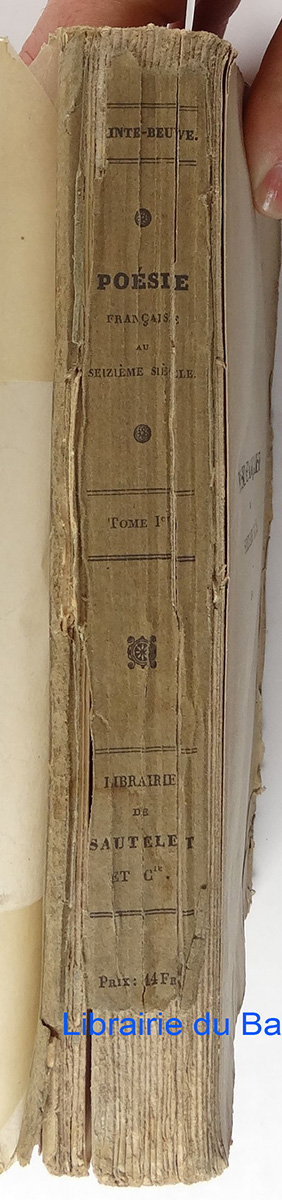 INTE-BEUVE.
POÉSIE
FRANÇAISE
AU
SEIZIÈME SIÈCLE.
TOME Ier
LIBRAIRIE
DE
SAUTELET
ET Cie.
PRIX: 14 FR
Librairie du Ba